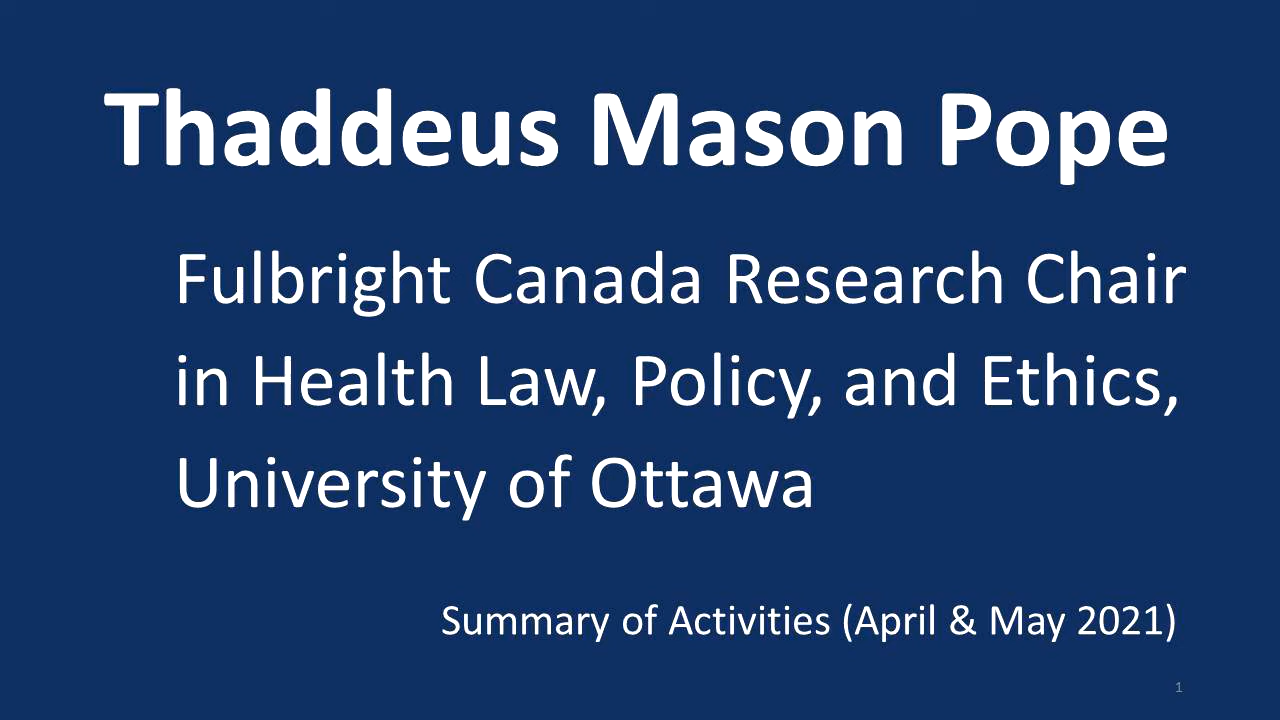 Thaddeus Mason Pope
Fulbright Canada Research Chair
in Health Law, Policy, and Ethics,
University of Ottawa
Summary of Activities (April & May 2021)
1